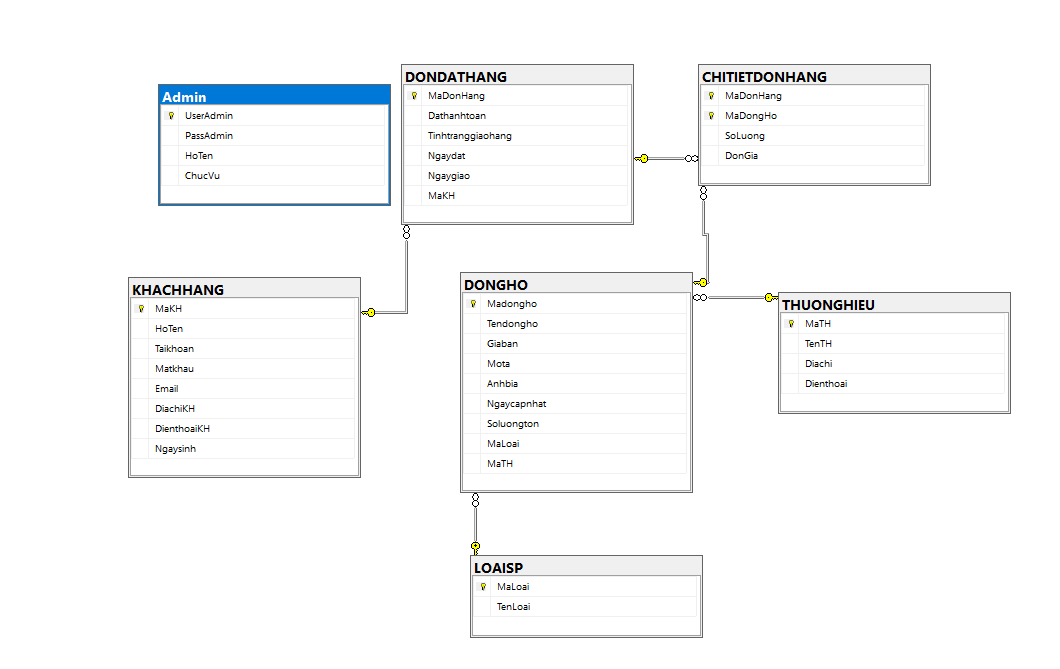 Admin
UserAdmin
PassAdmin
HoTen
ChucVu
DONDATHANG
MaDonHang
Dathanhtoan
Tinhtranggiaohang
Ngaydat
Ngaygiao
MaKH
CHITIETDONHANG
MaDonHang
MaDongHo
SoLuong
DonGia
KHACHHANG
MaKH
HoTen
Taikhoan
Matkhau
Email
DiachiKH
DienthoaiKH
Ngaysinh
DONGHO
Madongho
Tendongho
Giaban
Mota
Anhbia
Ngaycapnhat
Soluongton
MaLoai
MaTH
THUONGHIEU
MaTH
TenTH
Diachi
Dienthoai
LOAISP
MaLoai
TenLoai